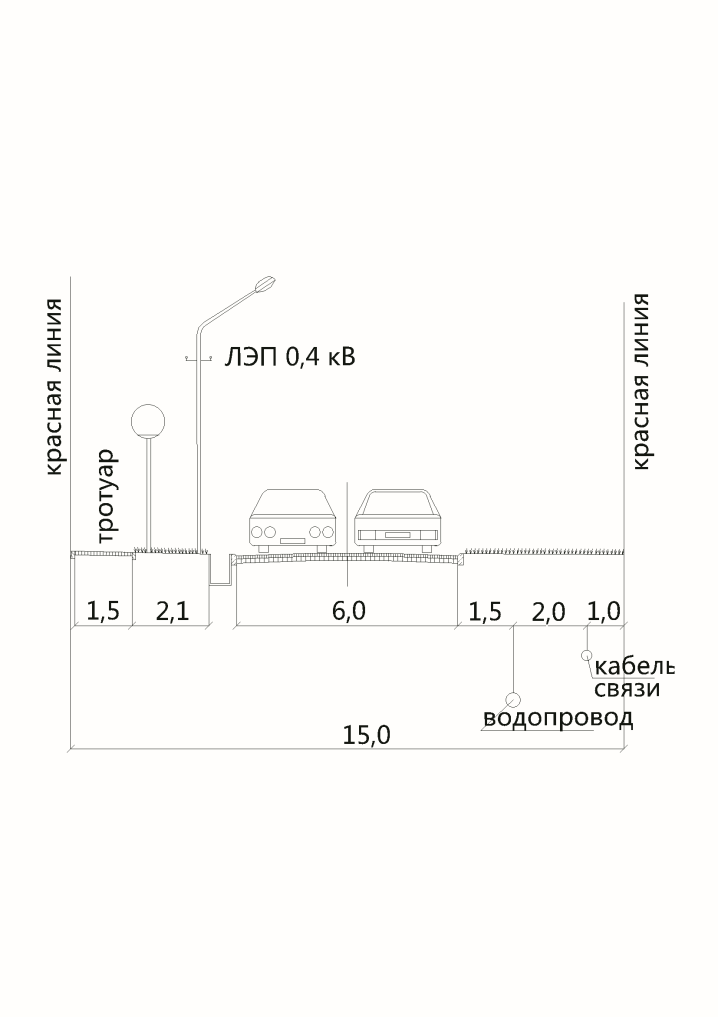 красная линия
тротуар
ЛЭП 0,4 кВ
красная линия
1,5
2,1
6,0
1,5
2,0
1,0
кабель
связи
водопровод
15,0